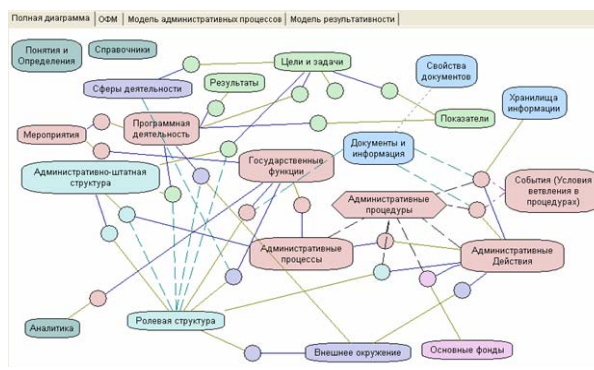 Полная диаграмма
ОФМ
Модель административных процессов
Модель результативности
Понятия и
Определения
Справочники
Цели и задачи
Свойства
документов
Сферы деятельности
Результаты
Хранилища
информации
Мероприятия
Программная
деятельность
Показатели
Документы и
информация
Государственные
функции
Административно-штатная
структура
События (Условия
ветвления в
процедурах)
Административные
процедуры
Административные
процессы
Административные
Действия
Аналитика
Ролевая структура
Внешнее окружение
Основные фонды